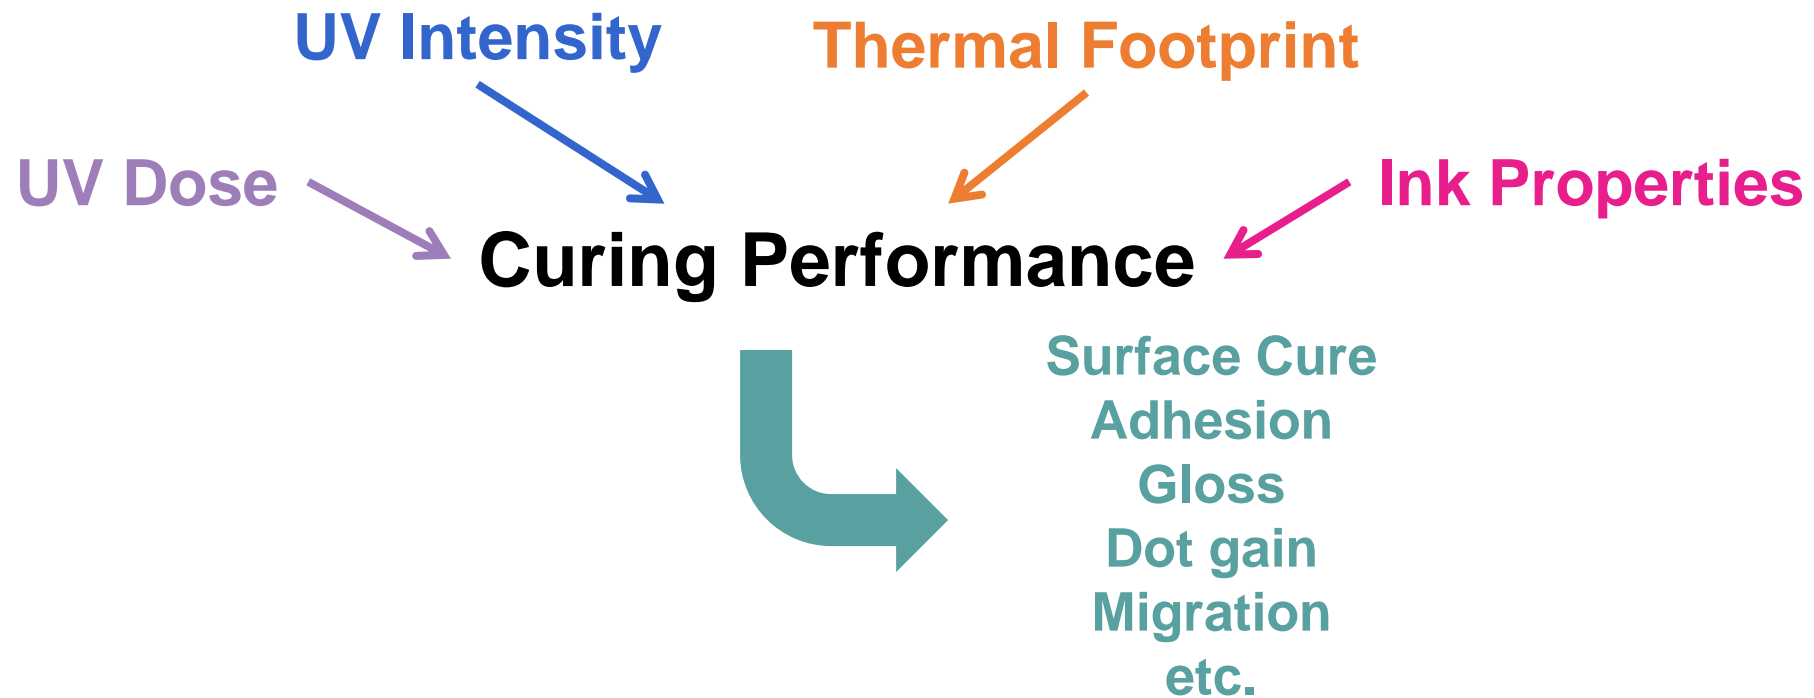 UV Intensity
Thermal Footprint
UV Dose
Ink Properties
Curing Performance
Surface Cure
Adhesion
Gloss
Dot gain
Migration
etc.